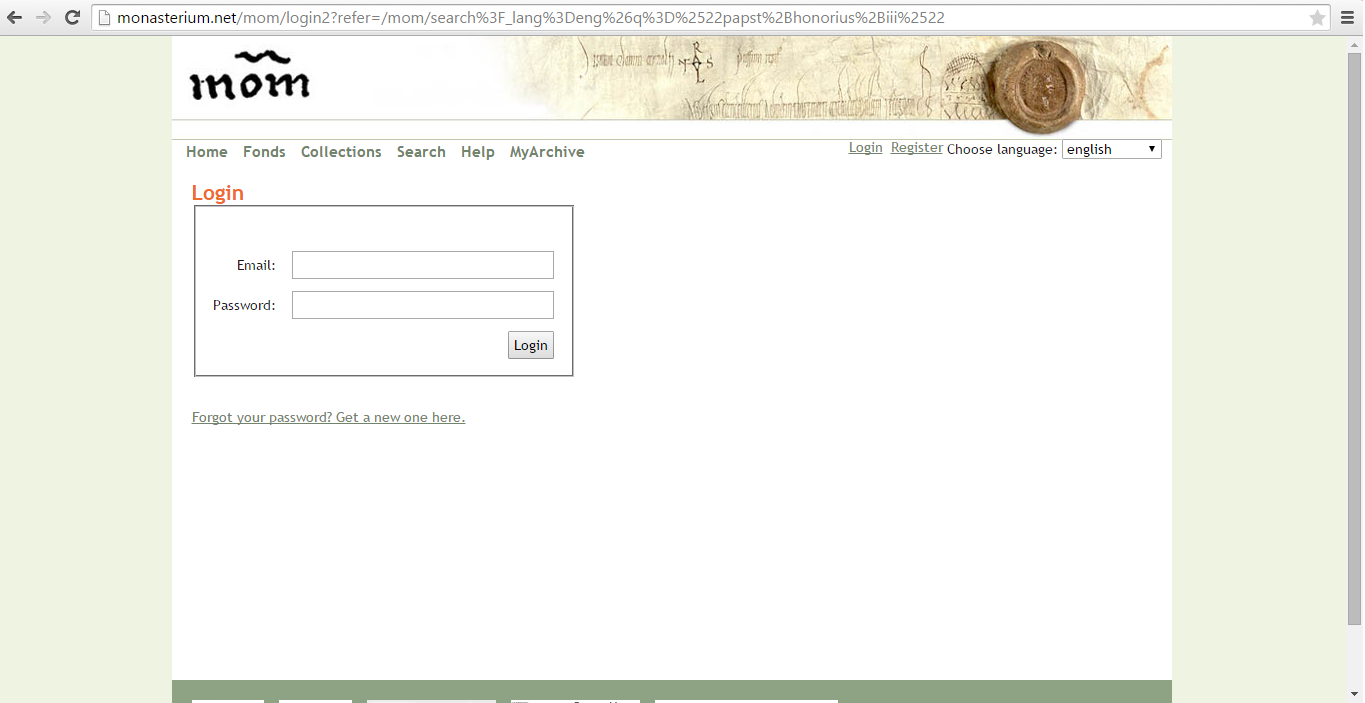 monasterium.net/mom/login2?refer=/mom/search%3F_lang%3Deng%26q%3D%2522papst%2Bhonorius%2Biii%2522
mom
Home Fonds Collections Search Help MyArchive
Login Register Choose language: english
Login
Email:
Password:
Login
Forgot your password? Get a new one here.